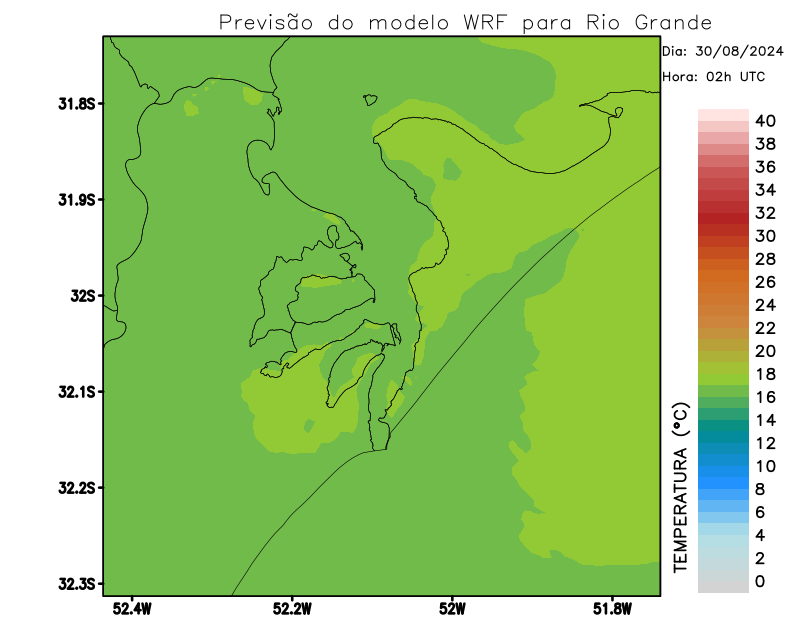 Previsão do modelo WRF para Rio Grande
Dia: 30/08/2024
Hora: 02h UTC
31.8S
31.9S
32S
32.1S
32.2S
32.3S
52.4W
52.2W
52W
51.8W
TEMPERATURA (°C)
40
38
36
34
32
30
28
26
24
22
20
18
16
14
12
10
8
6
4
2
0